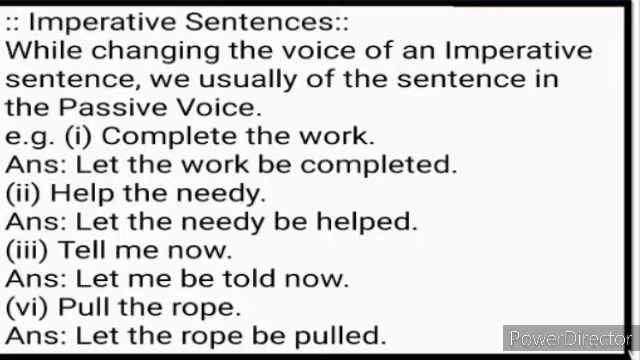 :: Imperative Sentences::
While changing the voice of an Imperative
sentence, we usually of the sentence in
the Passive Voice.
e.g. (i) Complete the work.
Ans: Let the work be completed.
(ii) Help the needy.
Ans: Let the needy be helped.
(iii) Tell me now.
Ans: Let me be told now.
(vi) Pull the rope.
Ans: Let the rope be pulled.
PowerDirector